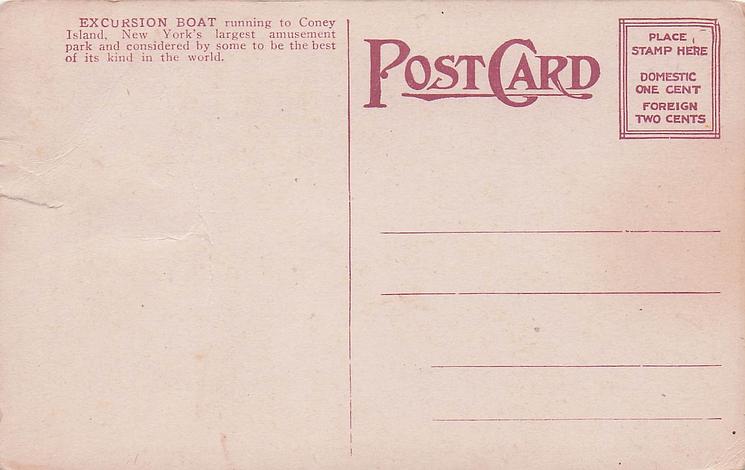 EXCURSION BOAT running to Coney
Island, New York's largest amusement
park and considered by some to be the best
of its kind in the world.
POST CARD
PLACE
STAMP HERE
DOMESTIC
ONE CENT
FOREIGN
TWO CENTS